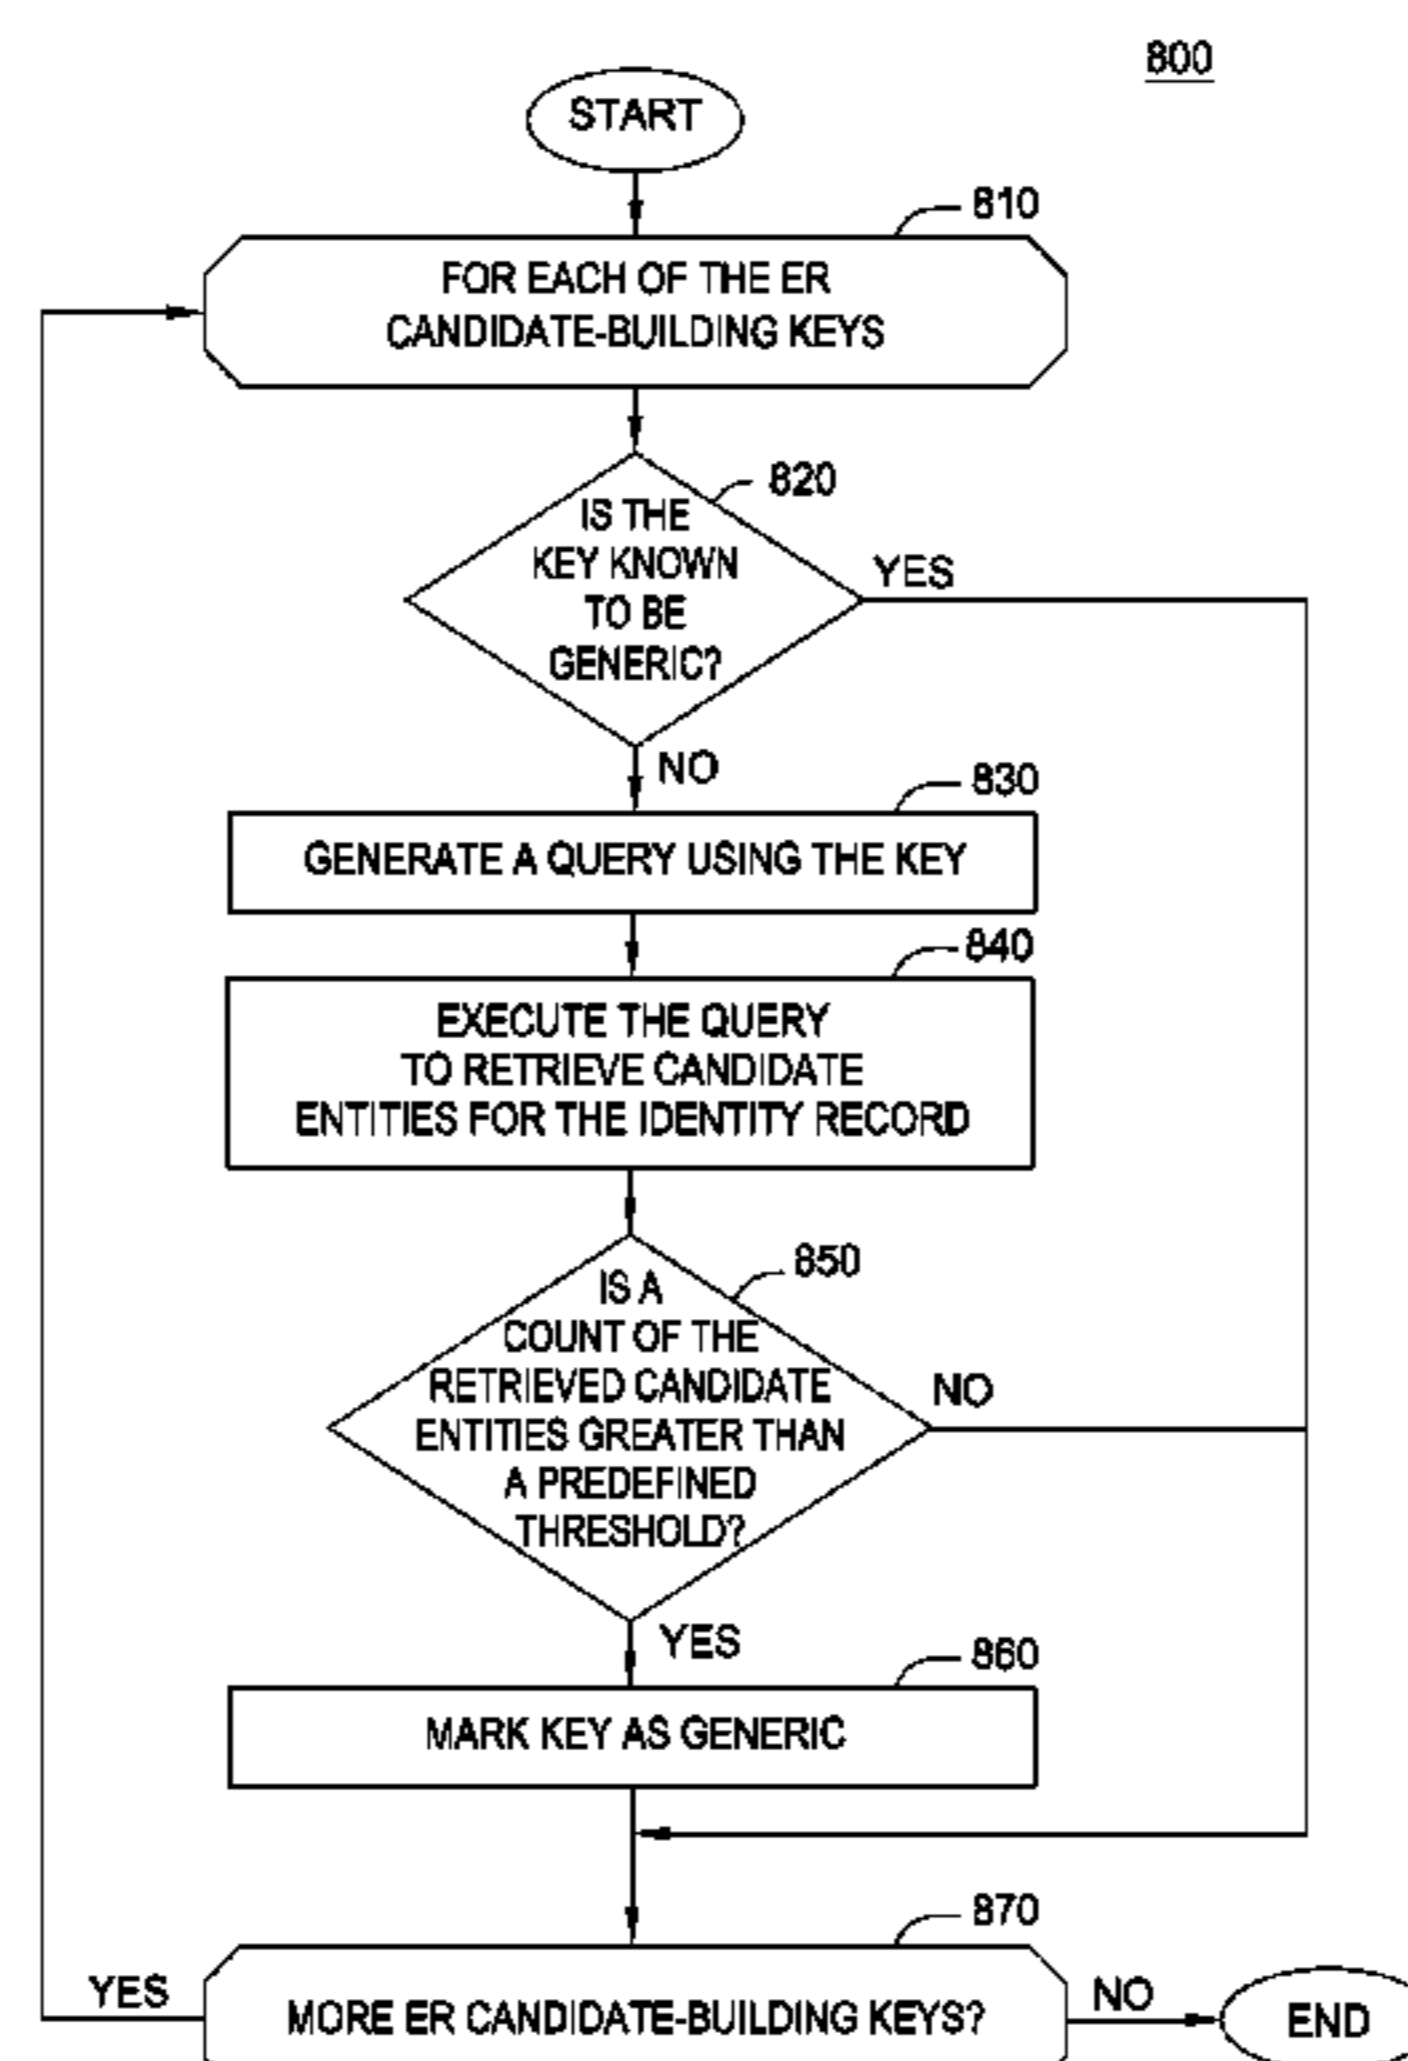 800
START
810
FOR EACH OF THE ER
CANDIDATE-BUILDING KEYS
820
IS THE
KEY KNOWN
TO BE
GENERIC?
YES
NO
830
GENERATE A QUERY USING THE KEY
840
EXECUTE THE QUERY
TO RETRIEVE CANDIDATE
ENTITIES FOR THE IDENTITY RECORD
850
IS A
COUNT OF THE
RETRIEVED CANDIDATE
ENTITIES GREATER THAN
A PREDEFINED
THRESHOLD?
NO
YES
860
MARK KEY AS GENERIC
870
YES
MORE ER CANDIDATE-BUILDING KEYS?
NO
END